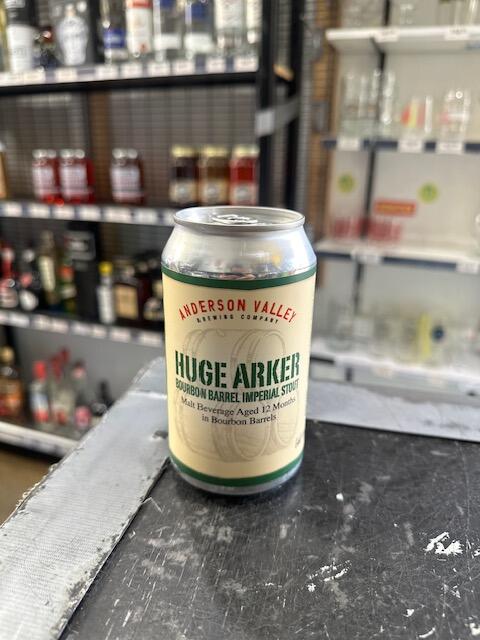 ANDERSON VALLEY
BREWING COMPANY
HUGE ARKER
BOURBON BARREL IMPERIAL STOUT
Malt Beverage Aged 12 Months
in Bourbon Barrels